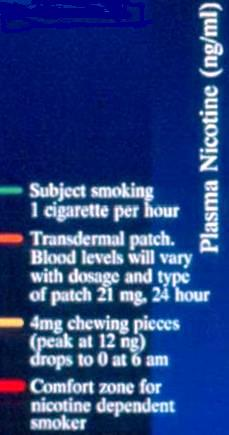 Plasma Nicotine (ng/ml)
Subject smoking
1 cigarette per hour
Transdermal patch.
Blood levels will vary
with dosage and type
of patch 21 mg, 24 hour
4mg chewing pieces
(peak at 12 ng)
drops to 0 at 6 am
Comfort zone for
nicotine dependent
smoker